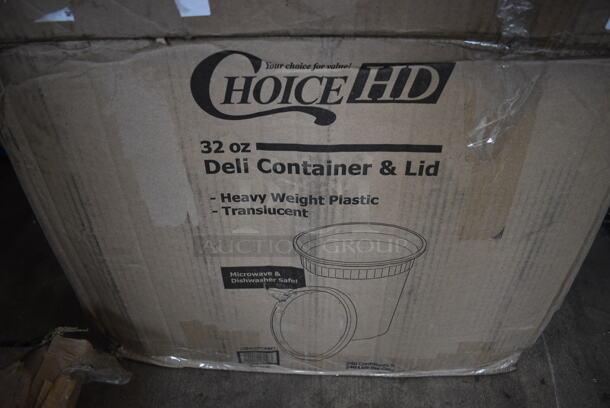 Your choice for value!
CHOICE HD
32 oz
Deli Container & Lid
- Heavy Weight Plastic
- Translucent
AUCTION GROUP
Microwave &
Dishwasher Safe!